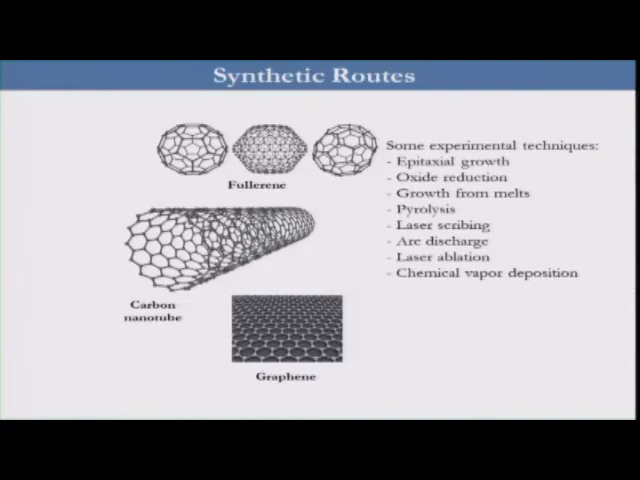 Synthetic Routes
Fullerene
Carbon
nanotube
Graphene
Some experimental techniques:
- Epitaxial growth
- Oxide reduction
- Growth from melts
- Pyrolysis
- Laser scribing
- Arc discharge
- Laser ablation
- Chemical vapor deposition